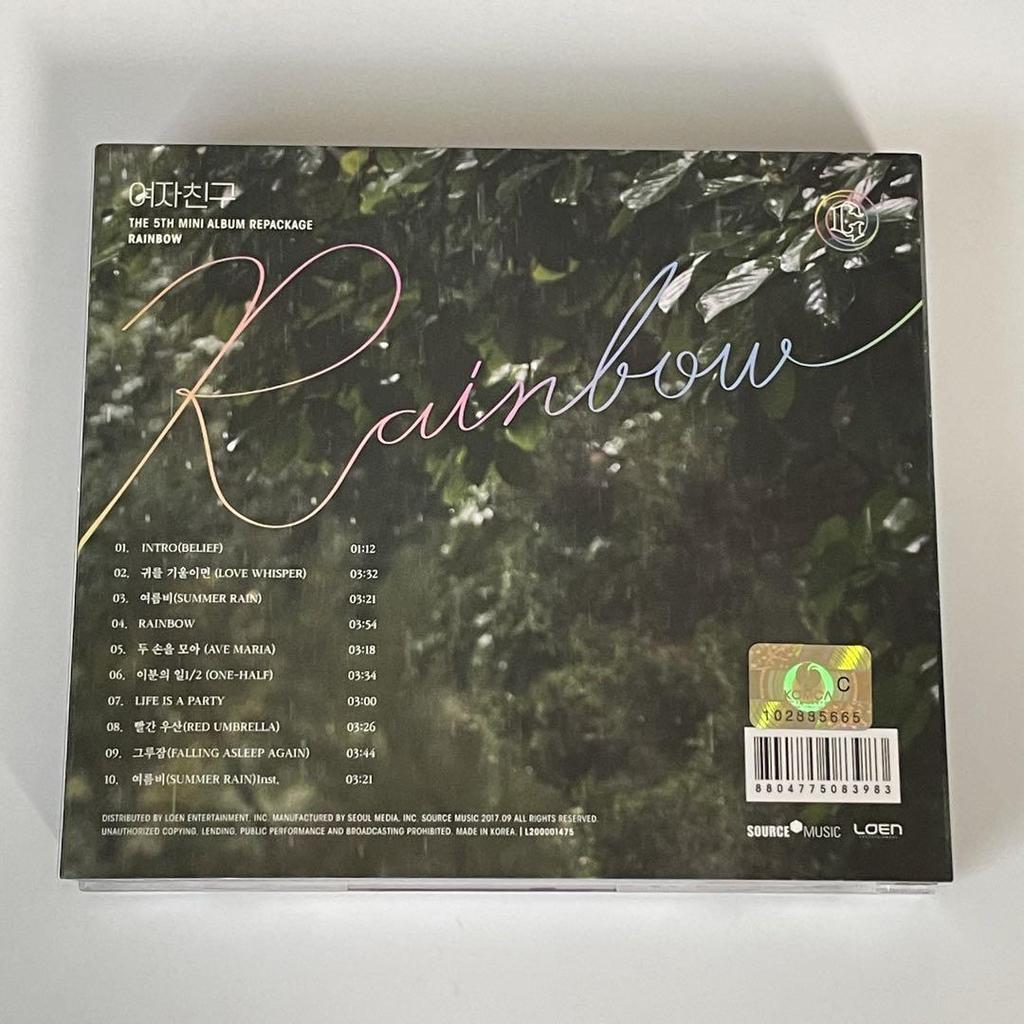 여자친구
THE 5TH MINI ALBUM REPACKAGE
RAINBOW
G
Rainbow
01. INTRO(BELIEF) 01:12
02. 귀를 기울이면 (LOVE WHISPER) 03:32
03. 여름비(SUMMER RAIN) 03:21
04. RAINBOW 03:54
05. 두 손을 모아 (AVE MARIA) 03:18
06. 이분의 일1/2 (ONE-HALF) 03:34
07. LIFE IS A PARTY 03:00
08. 빨간 우산(RED UMBRELLA) 03:26
09. 그루잠(FALLING ASLEEP AGAIN) 03:44
10. 여름비(SUMMER RAIN)Inst. 03:21
KOMCA C
102885665
8804775083983
DISTRIBUTED BY LOEN ENTERTAINMENT, INC. MANUFACTURED BY SEOUL MEDIA, INC. SOURCE MUSIC 2017.09 ALL RIGHTS RESERVED.
UNAUTHORIZED COPYING, LENDING, PUBLIC PERFORMANCE AND BROADCASTING PROHIBITED. MADE IN KOREA. | L200001475
SOURCE MUSIC LOEN